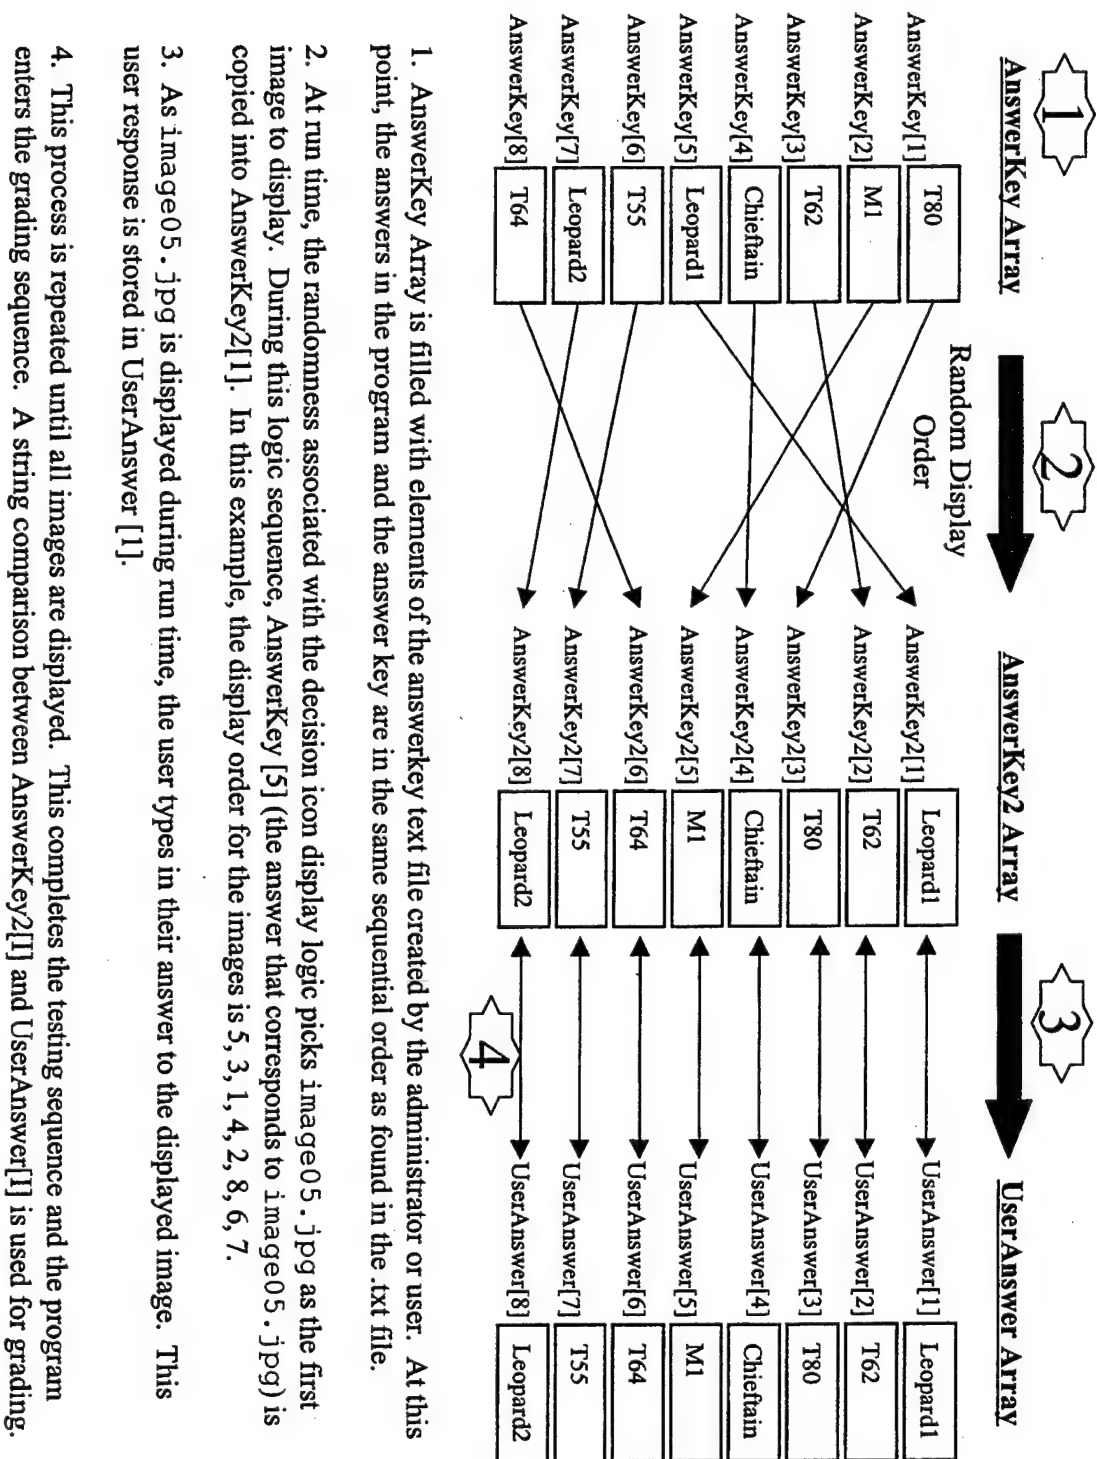 1
2
3
AnswerKey Array
AnswerKey2 Array
UserAnswer Array
Random Display
Order
AnswerKey[1] T80 AnswerKey2[1] Leopard1 UserAnswer[1] Leopard1
AnswerKey[2] M1 AnswerKey2[2] T62 UserAnswer[2] T62
AnswerKey[3] T62 AnswerKey2[3] T80 UserAnswer[3] T80
AnswerKey[4] Chieftain AnswerKey2[4] Chieftain UserAnswer[4] Chieftain
AnswerKey[5] Leopard1 AnswerKey2[5] M1 UserAnswer[5] M1
AnswerKey[6] T55 AnswerKey2[6] T64 UserAnswer[6] T64
AnswerKey[7] Leopard2 AnswerKey2[7] T55 UserAnswer[7] T55
AnswerKey[8] T64 AnswerKey2[8] Leopard2 UserAnswer[8] Leopard2
4
1. AnswerKey Array is filled with elements of the answerkey text file created by the administrator or user. At this
point, the answers in the program and the answer key are in the same sequential order as found in the .txt file.
2. At run time, the randomness associated with the decision icon display logic picks image05.jpg as the first
image to display. During this logic sequence, AnswerKey [5] (the answer that corresponds to image05.jpg) is
copied into AnswerKey2[1]. In this example, the display order for the images is 5, 3, 1, 4, 2, 8, 6, 7.
3. As image05.jpg is displayed during run time, the user types in their answer to the displayed image. This
user response is stored in UserAnswer [1].
4. This process is repeated until all images are displayed. This completes the testing sequence and the program
enters the grading sequence. A string comparison between AnswerKey2[I] and UserAnswer[I] is used for grading.